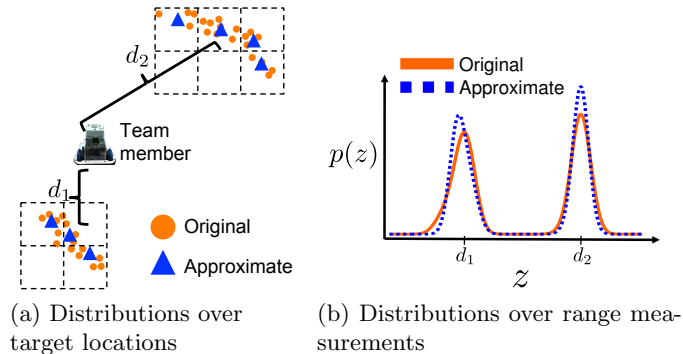 d₂
Team
member
d₁
Original
Approximate
Original
Approximate
p(z)
d₁
d₂
z
(a) Distributions over
target locations
(b) Distributions over range mea-
surements